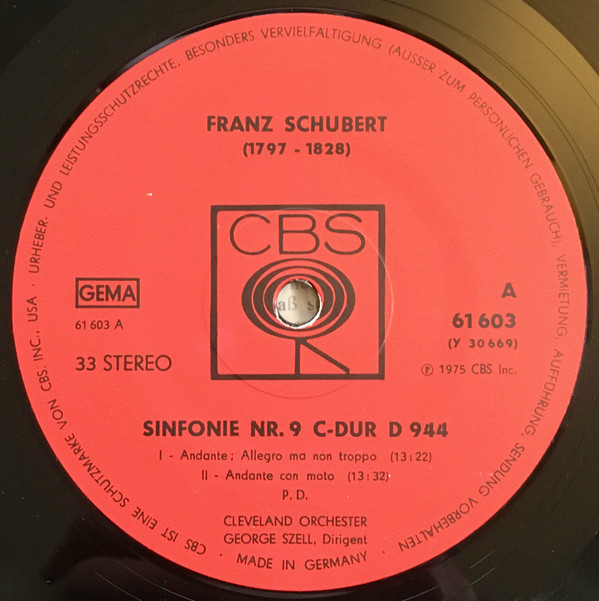 FRANZ SCHUBERT
(1797 - 1828)
CBS
GEMA
61 603 A
33 STEREO
A
61 603
(Y 30 669)
℗ 1975 CBS Inc.
SINFONIE NR. 9 C-DUR D 944
I - Andante; Allegro ma non troppo (13:22)
II - Andante con moto (13:32)
P. D.
CLEVELAND ORCHESTER
GEORGE SZELL, Dirigent
CBS IST EINE SCHUTZMARKE VON CBS, INC., USA · URHEBER- UND LEISTUNGSSCHUTZRECHTE, BESONDERS VERVIELFÄLTIGUNG (AUSSER ZUM PERSÖNLICHEN GEBRAUCH), VERMIETUNG, AUFFÜHRUNG, SENDUNG VORBEHALTEN · MADE IN GERMANY ·